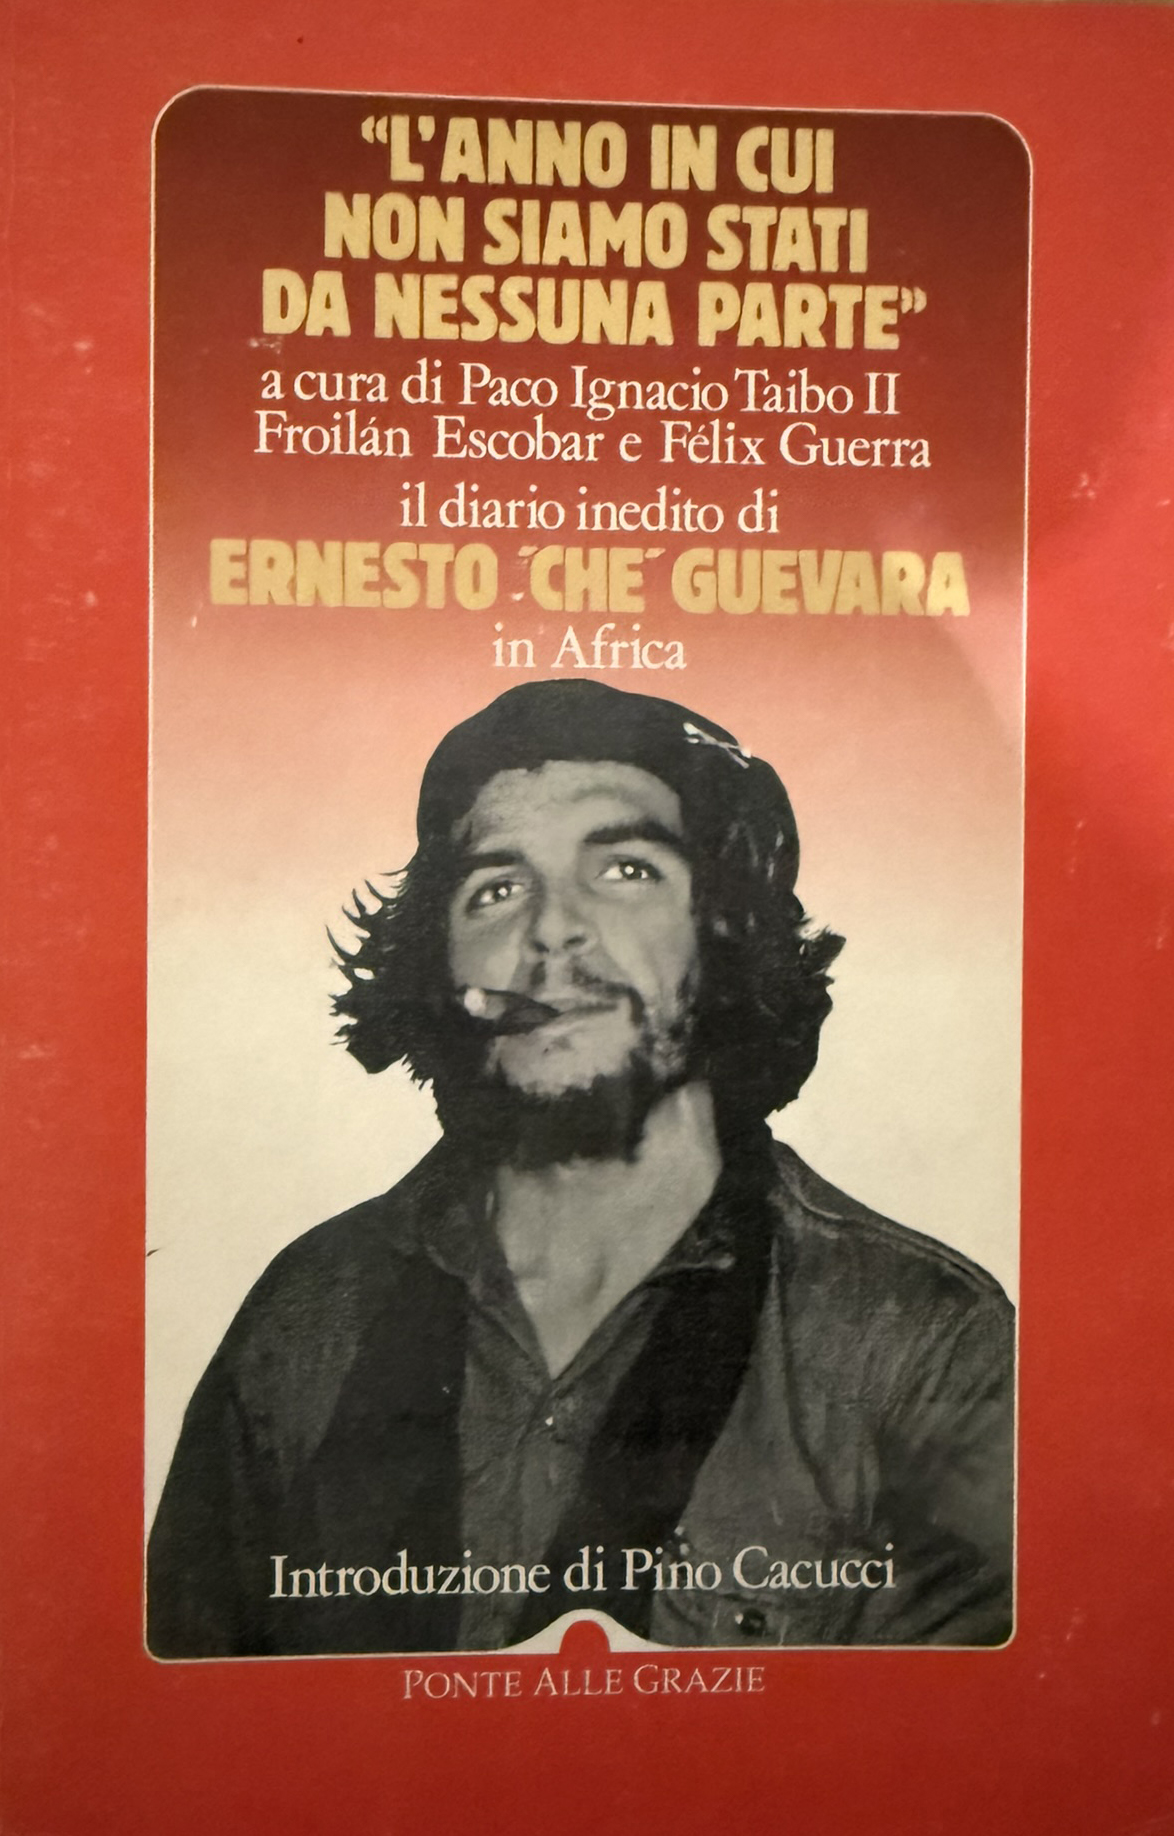 “L’ANNO IN CUI
NON SIAMO STATI
DA NESSUNA PARTE”
a cura di Paco Ignacio Taibo II
Froilán Escobar e Félix Guerra
il diario inedito di
ERNESTO "CHE" GUEVARA
in Africa
Introduzione di Pino Cacucci
PONTE ALLE GRAZIE